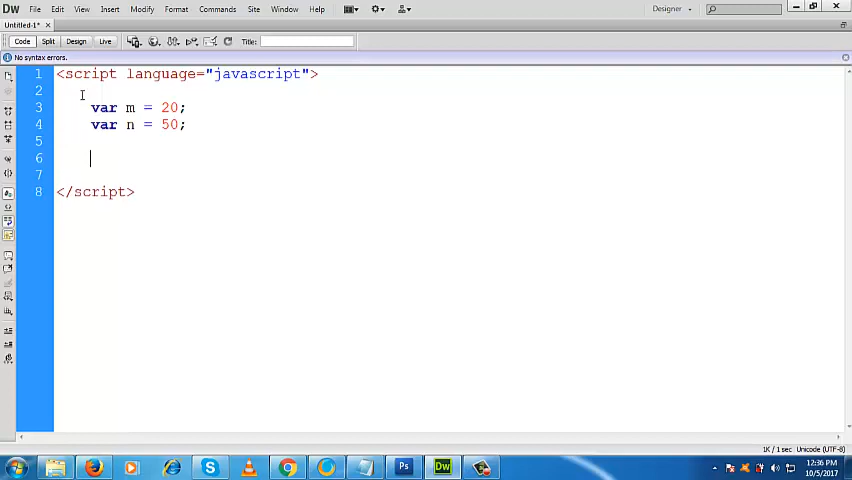 Dw File Edit View Insert Modify Format Commands Site Window Help Designer
Untitled-1* ×
Code Split Design Live Title:
No syntax errors.
1 <script language="javascript">
2
3 var m = 20;
4 var n = 50;
5
6
7
8 </script>
1K / 1 sec Unicode (UTF-8)
S Ps Dw 12:36 PM
10/5/2017